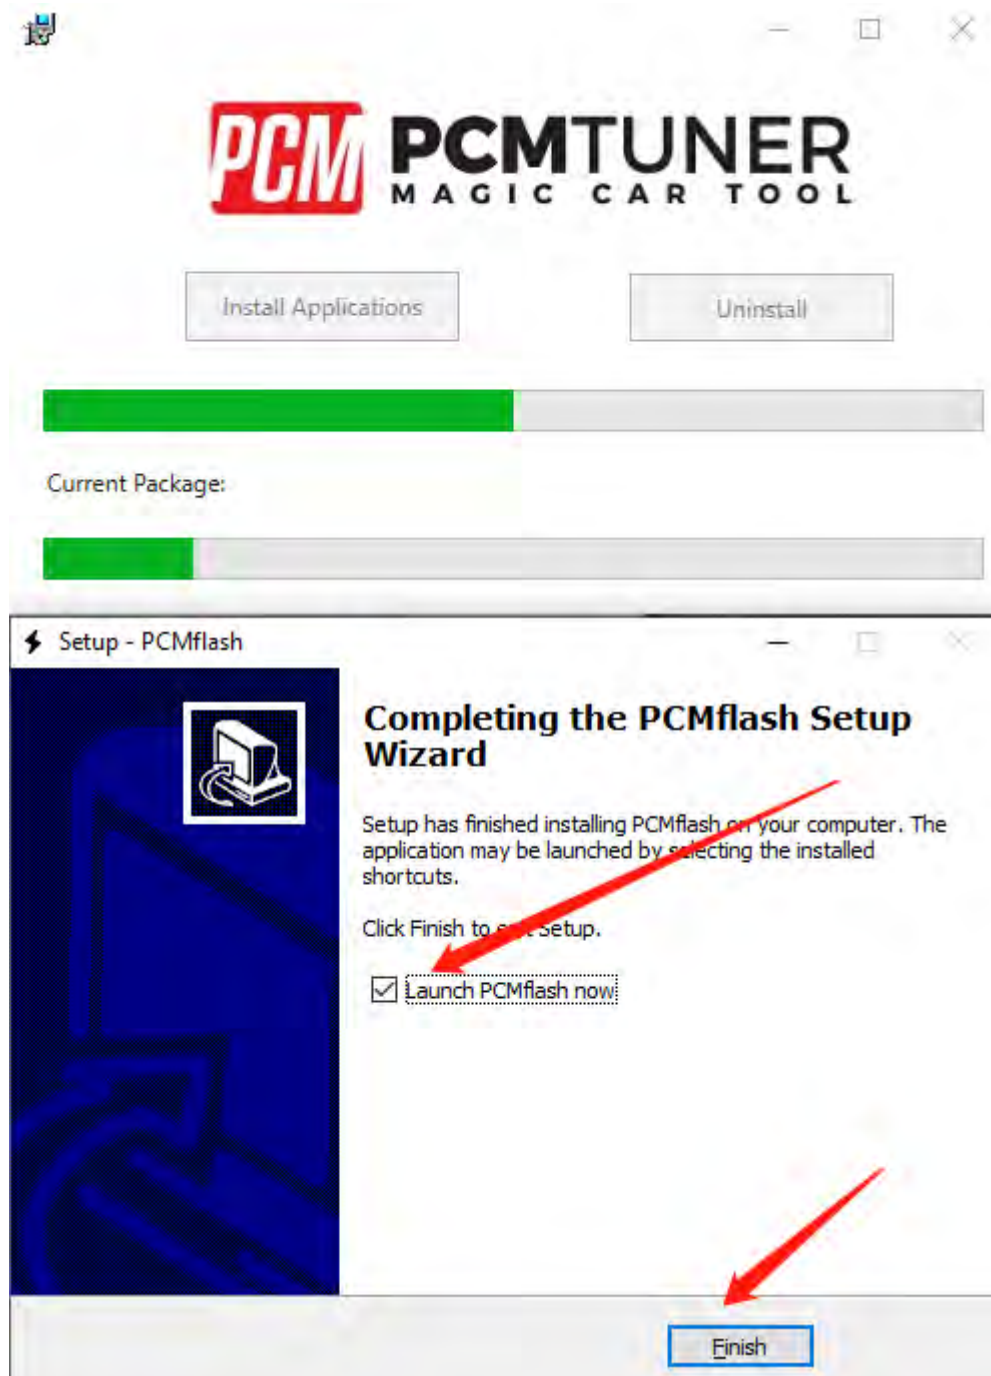 PCM PCMTUNER
MAGIC CAR TOOL
Install Applications Uninstall
Current Package:
Setup - PCMflash
Completing the PCMflash Setup
Wizard
Setup has finished installing PCMflash on your computer. The
application may be launched by selecting the installed
shortcuts.
Click Finish to exit Setup.
Launch PCMflash now
Finish